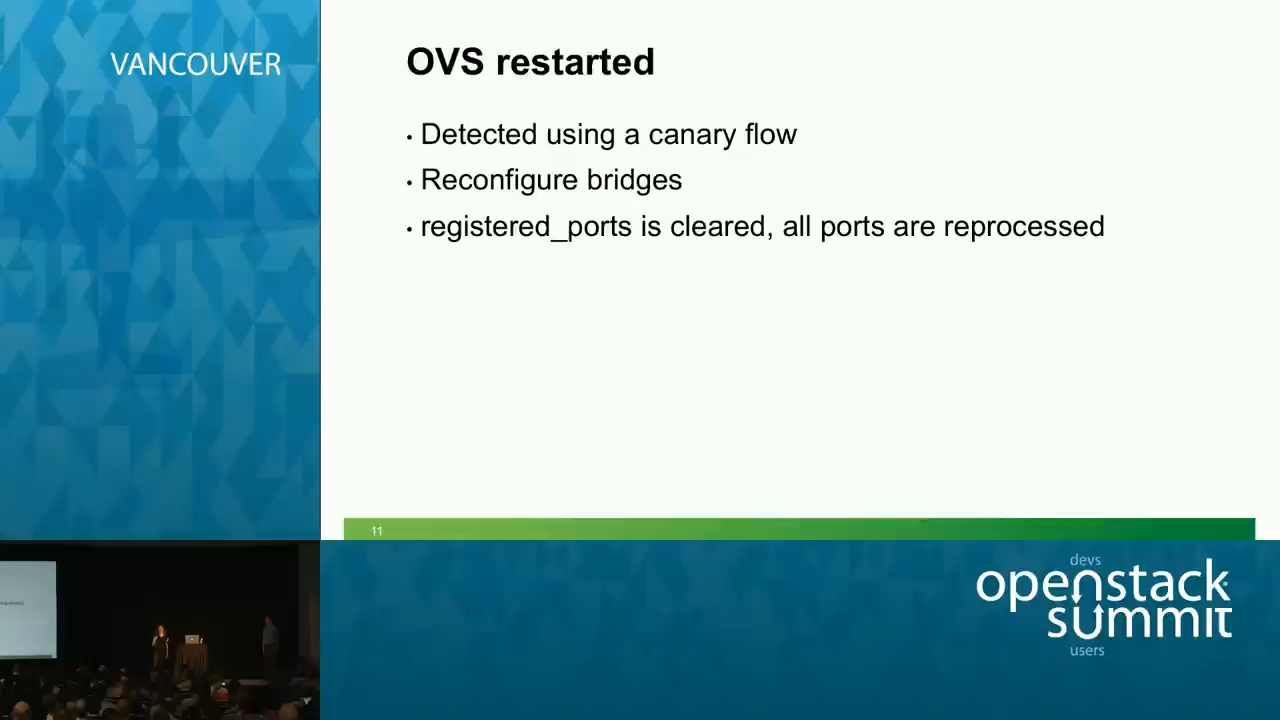 VANCOUVER
OVS restarted
• Detected using a canary flow
• Reconfigure bridges
• registered_ports is cleared, all ports are reprocessed
11
devs
openstack
summit
users